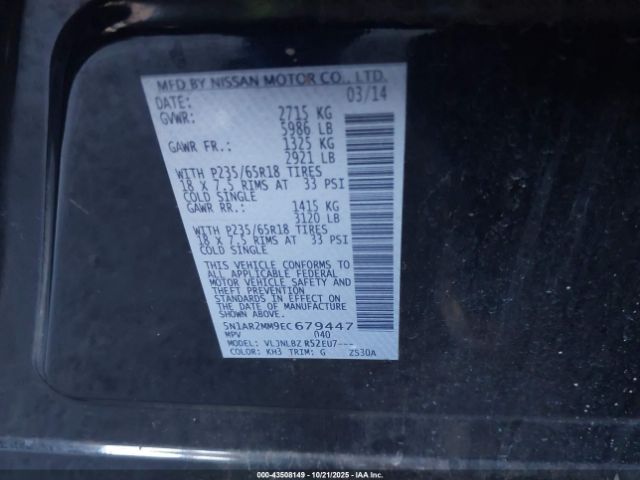 MFD BY NISSAN MOTOR CO., LTD.
DATE: 03/14
GVWR: 2715 KG
5986 LB
GAWR FR.: 1325 KG
2921 LB
WITH P235/65R18 TIRES
18 X 7.5 RIMS AT 33 PSI
COLD SINGLE
GAWR RR.: 1415 KG
3120 LB
WITH P235/65R18 TIRES
18 X 7.5 RIMS AT 33 PSI
COLD SINGLE
THIS VEHICLE CONFORMS TO
ALL APPLICABLE FEDERAL
MOTOR VEHICLE SAFETY AND
THEFT PREVENTION
STANDARDS IN EFFECT ON THE
DATE OF MANUFACTURE
SHOWN ABOVE.
5N1AR2MM9EC679447
MPV 040
MODEL: VLJNLBZ R52EU7---
COLOR: KH3 TRIM: G ZS30A
000-43508149 - 10/21/2025 - IAA, Inc.